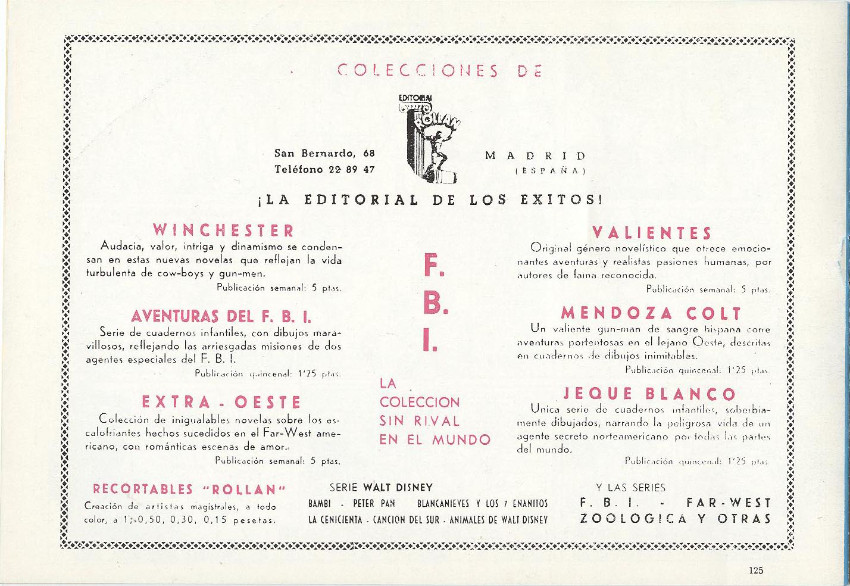 COLECCIONES DE
EDITORIAL
ROLLAN
San Bernardo, 68
Teléfono 22 89 47
MADRID
(ESPAÑA)
¡LA EDITORIAL DE LOS EXITOS!
WINCHESTER
Audacia, valor, intriga y dinamismo se conden-
san en estas nuevas novelas que reflejan la vida
turbulenta de cow-boys y gun-men.
Publicación semanal: 5 ptas.
AVENTURAS DEL F. B. I.
Serie de cuadernos infantiles, con dibujos mara-
villosos, reflejando las arriesgadas misiones de dos
agentes especiales del F. B. I.
Publicación quincenal: 1'25 ptas.
EXTRA - OESTE
Colección de inigualables novelas sobre los es-
calofriantes hechos sucedidos en el Far-West ame-
ricano, con románticas escenas de amor.
Publicación semanal: 5 ptas.
RECORTABLES "ROLLAN"
Creación de artistas magistrales, a todo
color, a 1,-0,50, 0,30, 0,15 pesetas.
F.
B.
I.
LA
COLECCION
SIN RIVAL
EN EL MUNDO
SERIE WALT DISNEY
BAMBI - PETER PAN BLANCANIEVES Y LOS 7 ENANITOS
LA CENICIENTA - CANCION DEL SUR - ANIMALES DE WALT DISNEY
VALIENTES
Original género novelístico que ofrece emocio-
nantes aventuras y realistas pasiones humanas, por
autores de fama reconocida.
Publicación semanal: 5 ptas.
MENDOZA COLT
Un valiente gun-man de sangre hispana corre
aventuras portentosas en el lejano Oeste, descritas
en cuadernos de dibujos inimitables.
Publicación quincenal: 1'25 ptas.
JEQUE BLANCO
Unica serie de cuadernos infantiles, soberbia-
mente dibujados, narrando la peligrosa vida de un
agente secreto norteamericano por todas las partes
del mundo.
Publicación quincenal: 1'25 ptas.
Y LAS SERIES
F. B. I. - FAR-WEST
ZOOLOGICA Y OTRAS
125